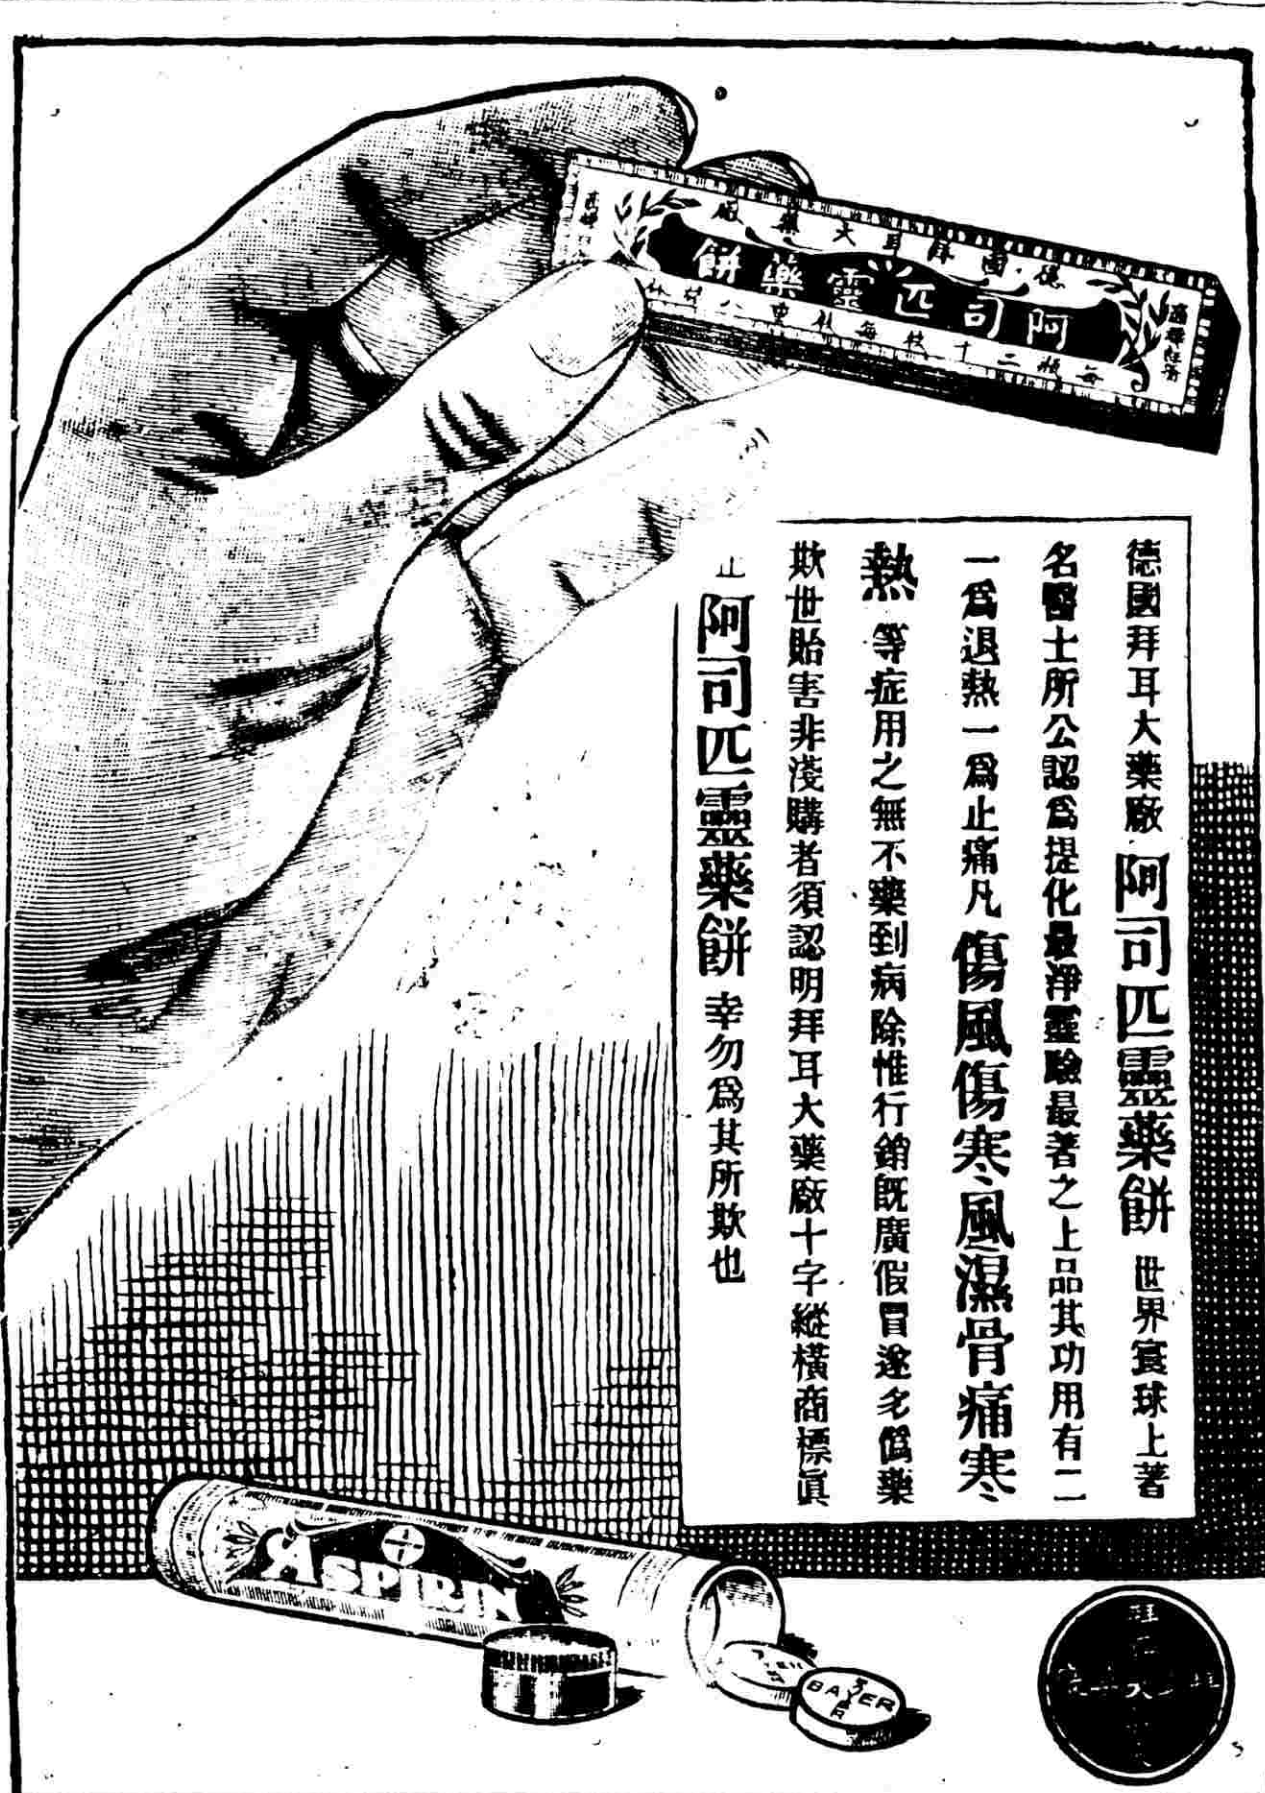 德國拜耳大藥廠
阿司匹靈藥餅
德國拜耳大藥廠 阿司匹靈藥餅 世界寰球上著
名醫士所公認爲提化最淨靈驗最著之上品其功用有二
一爲退熱一爲止痛凡 傷風傷寒風濕骨痛寒
熱 等症用之無不藥到病除惟行銷既廣假冒遂多僞藥
欺世貽害非淺購者須認明拜耳大藥廠十字縱橫商標眞
正 阿司匹靈藥餅 幸勿爲其所欺也
ASPIRIN
BAYER
BAYER